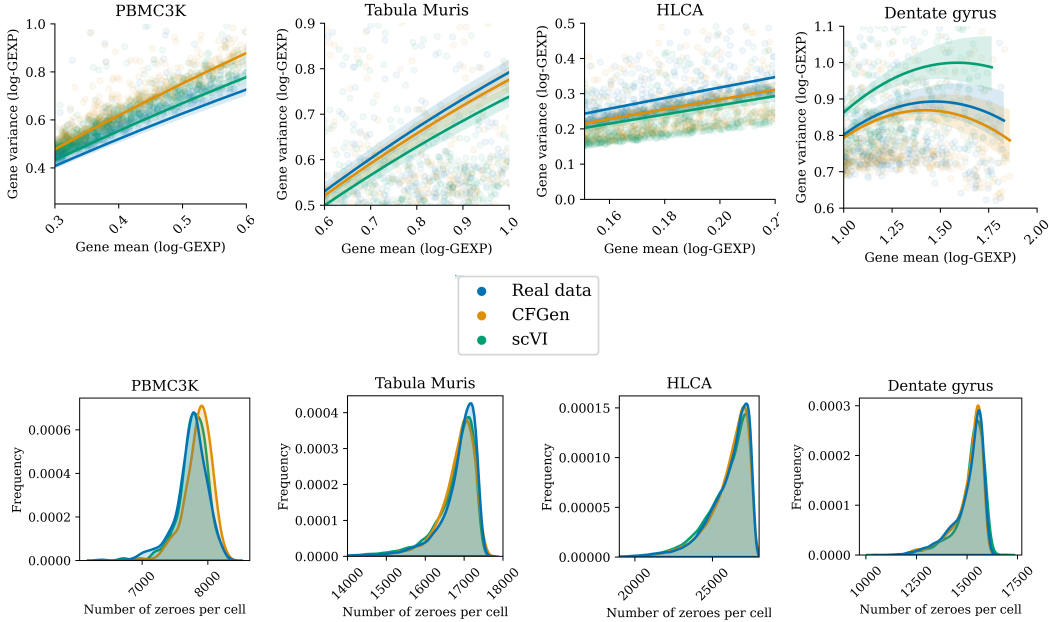 PBMC3K
Gene variance (log-GEXP)
1.0
0.8
0.6
0.4
0.3
0.4
0.5
0.6
Gene mean (log-GEXP)
Tabula Muris
Gene variance (log-GEXP)
0.9
0.8
0.7
0.6
0.5
0.6
0.7
0.8
0.9
1.0
Gene mean (log-GEXP)
HLCA
Gene variance (log-GEXP)
0.5
0.4
0.3
0.2
0.1
0.0
0.16
0.18
0.20
Gene mean (log-GEXP)
Dentate gyrus
Gene variance (log-GEXP)
1.1
1.0
0.9
0.8
0.7
0.6
1.00
1.25
1.50
1.75
2.00
Gene mean (log-GEXP)
Real data
CFGen
scVI
PBMC3K
Frequency
0.0006
0.0004
0.0002
0.0000
7000
8000
Number of zeroes per cell
Tabula Muris
Frequency
0.0004
0.0003
0.0002
0.0001
0.0000
14000
15000
16000
17000
18000
Number of zeroes per cell
HLCA
Frequency
0.00015
0.00010
0.00005
0.00000
20000
25000
Number of zeroes per cell
Dentate gyrus
Frequency
0.0003
0.0002
0.0001
0.0000
10000
12500
15000
17500
Number of zeroes per cell